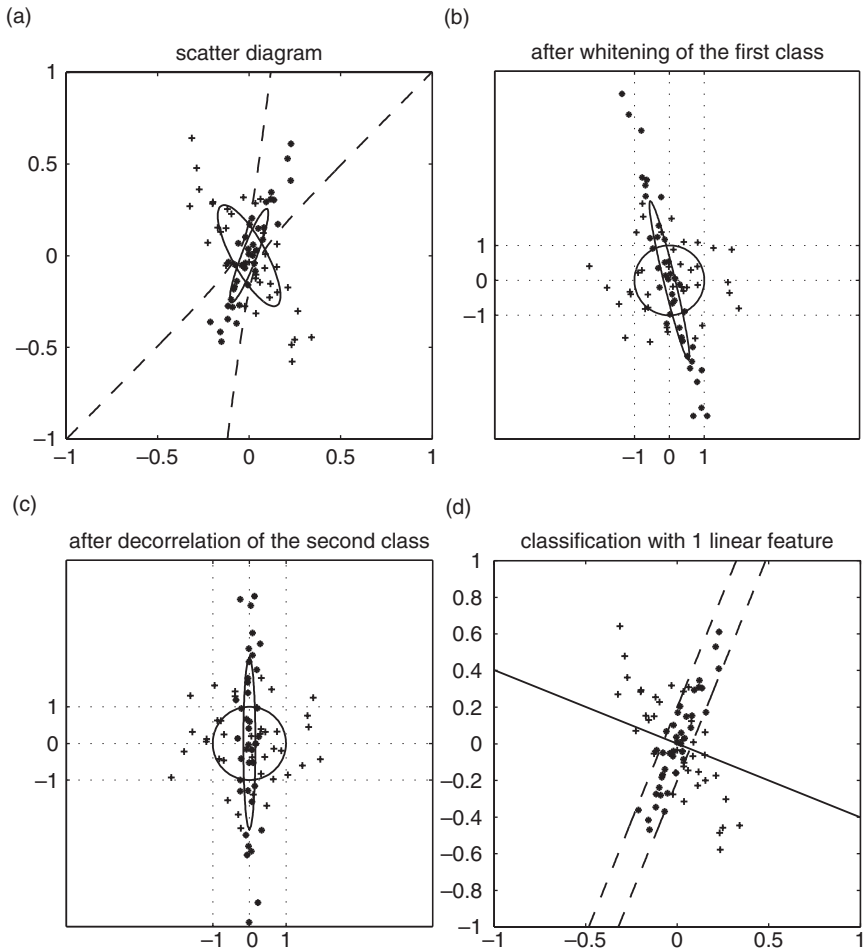 (a)
scatter diagram
1
0.5
0
−0.5
−1
−1 −0.5 0 0.5 1
(b)
after whitening of the first class
1
0
−1
−1 0 1
(c)
after decorrelation of the second class
1
0
−1
−1 0 1
(d)
classification with 1 linear feature
1
0.8
0.6
0.4
0.2
0
−0.2
−0.4
−0.6
−0.8
−1
−1 −0.5 0 0.5 1